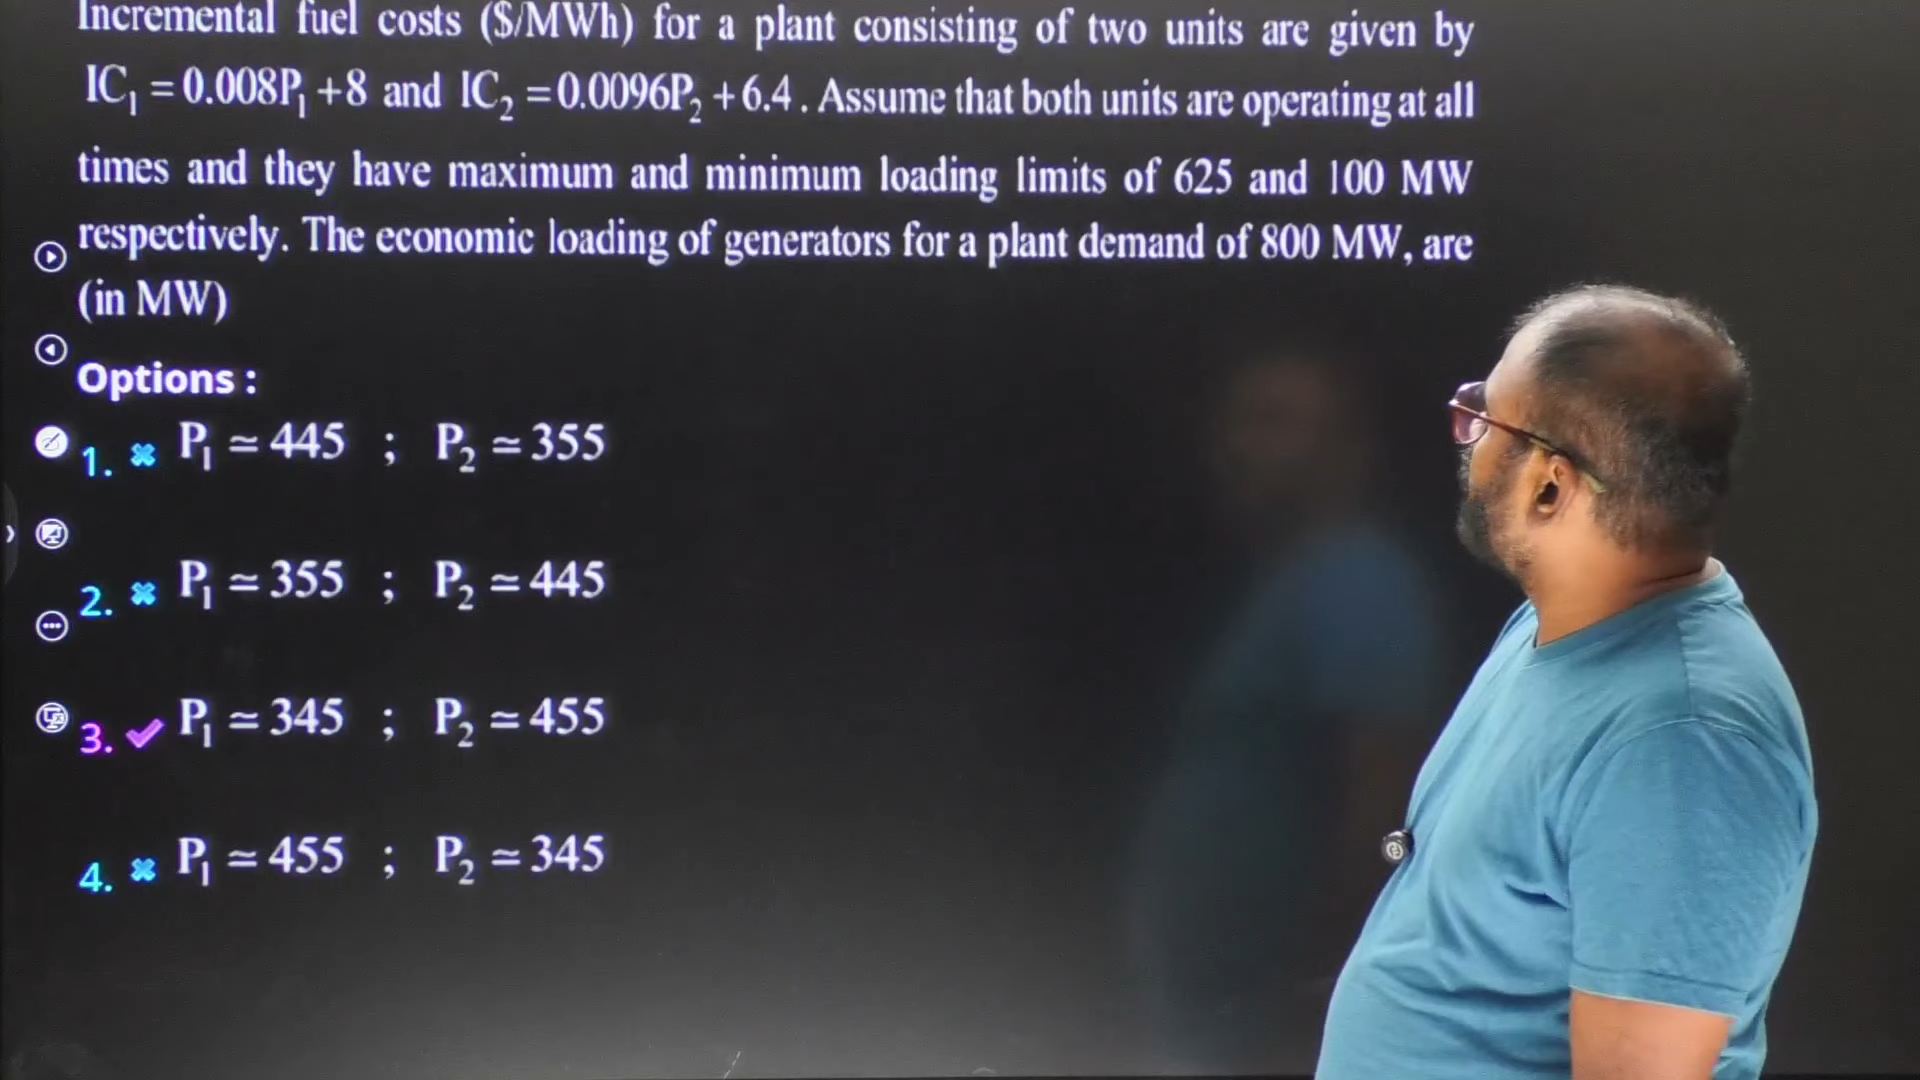 Incremental fuel costs ($/MWh) for a plant consisting of two units are given by
IC₁ = 0.008P₁ + 8 and IC₂ = 0.0096P₂ + 6.4. Assume that both units are operating at all
times and they have maximum and minimum loading limits of 625 and 100 MW
respectively. The economic loading of generators for a plant demand of 800 MW, are
(in MW)
Options :
1. ✖ P₁ ≃ 445 ; P₂ ≃ 355
2. ✖ P₁ ≃ 355 ; P₂ ≃ 445
3. ✔ P₁ ≃ 345 ; P₂ ≃ 455
4. ✖ P₁ ≃ 455 ; P₂ ≃ 345